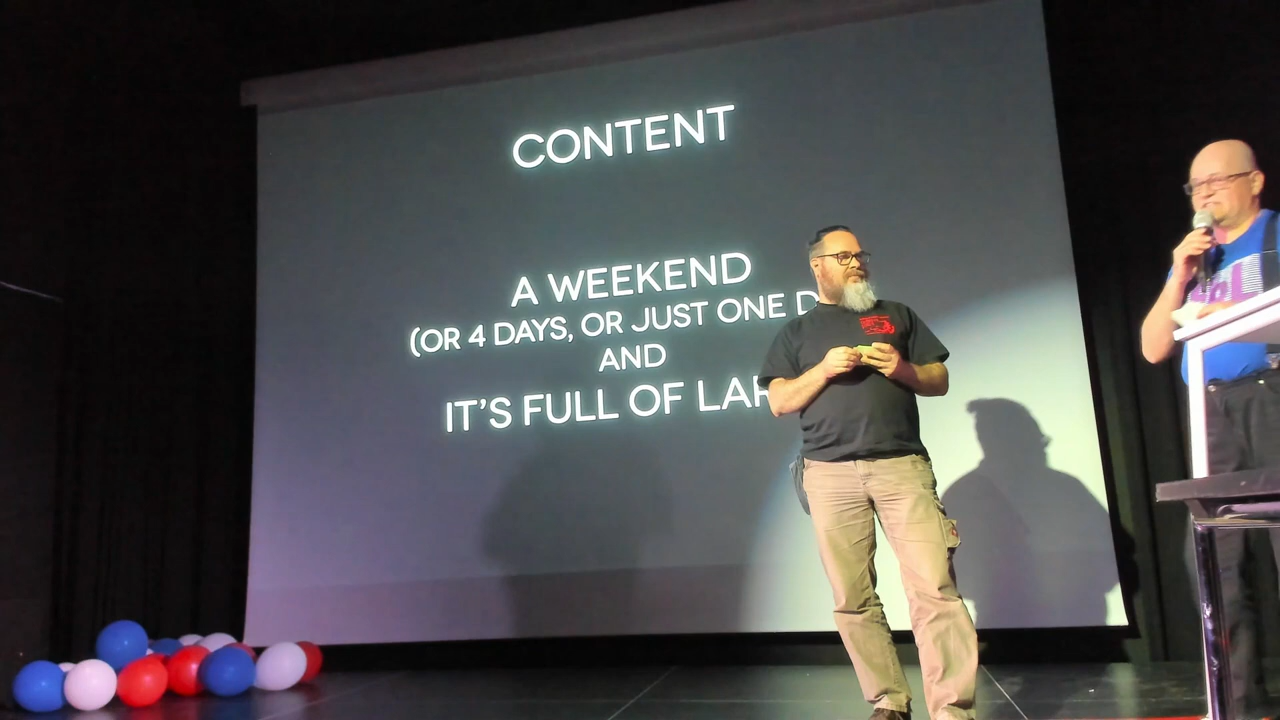 CONTENT
A WEEKEND
(OR 4 DAYS, OR JUST ONE
AND
IT'S FULL OF